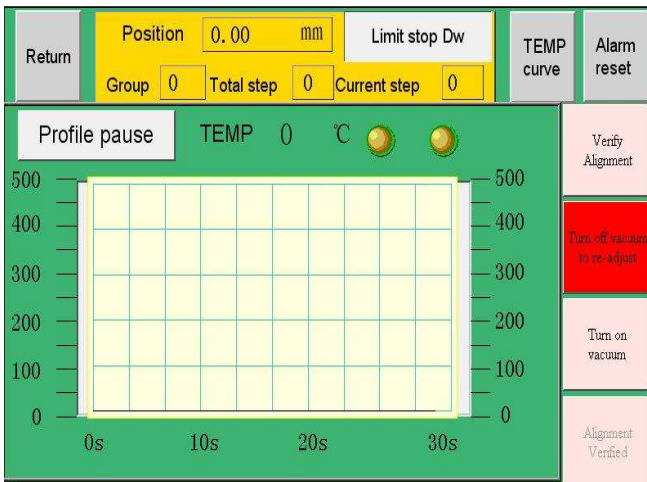 Return
Position 0.00 mm
Limit stop Dw
Group 0 Total step 0 Current step 0
TEMP
curve
Alarm
reset
Profile pause
TEMP 0 ℃
Verify
Alignment
Turn off vacuum
to re-adjust
Turn on
vacuum
Alignment
Verified
500
400
300
200
100
0
500
400
300
200
100
0
0s 10s 20s 30s